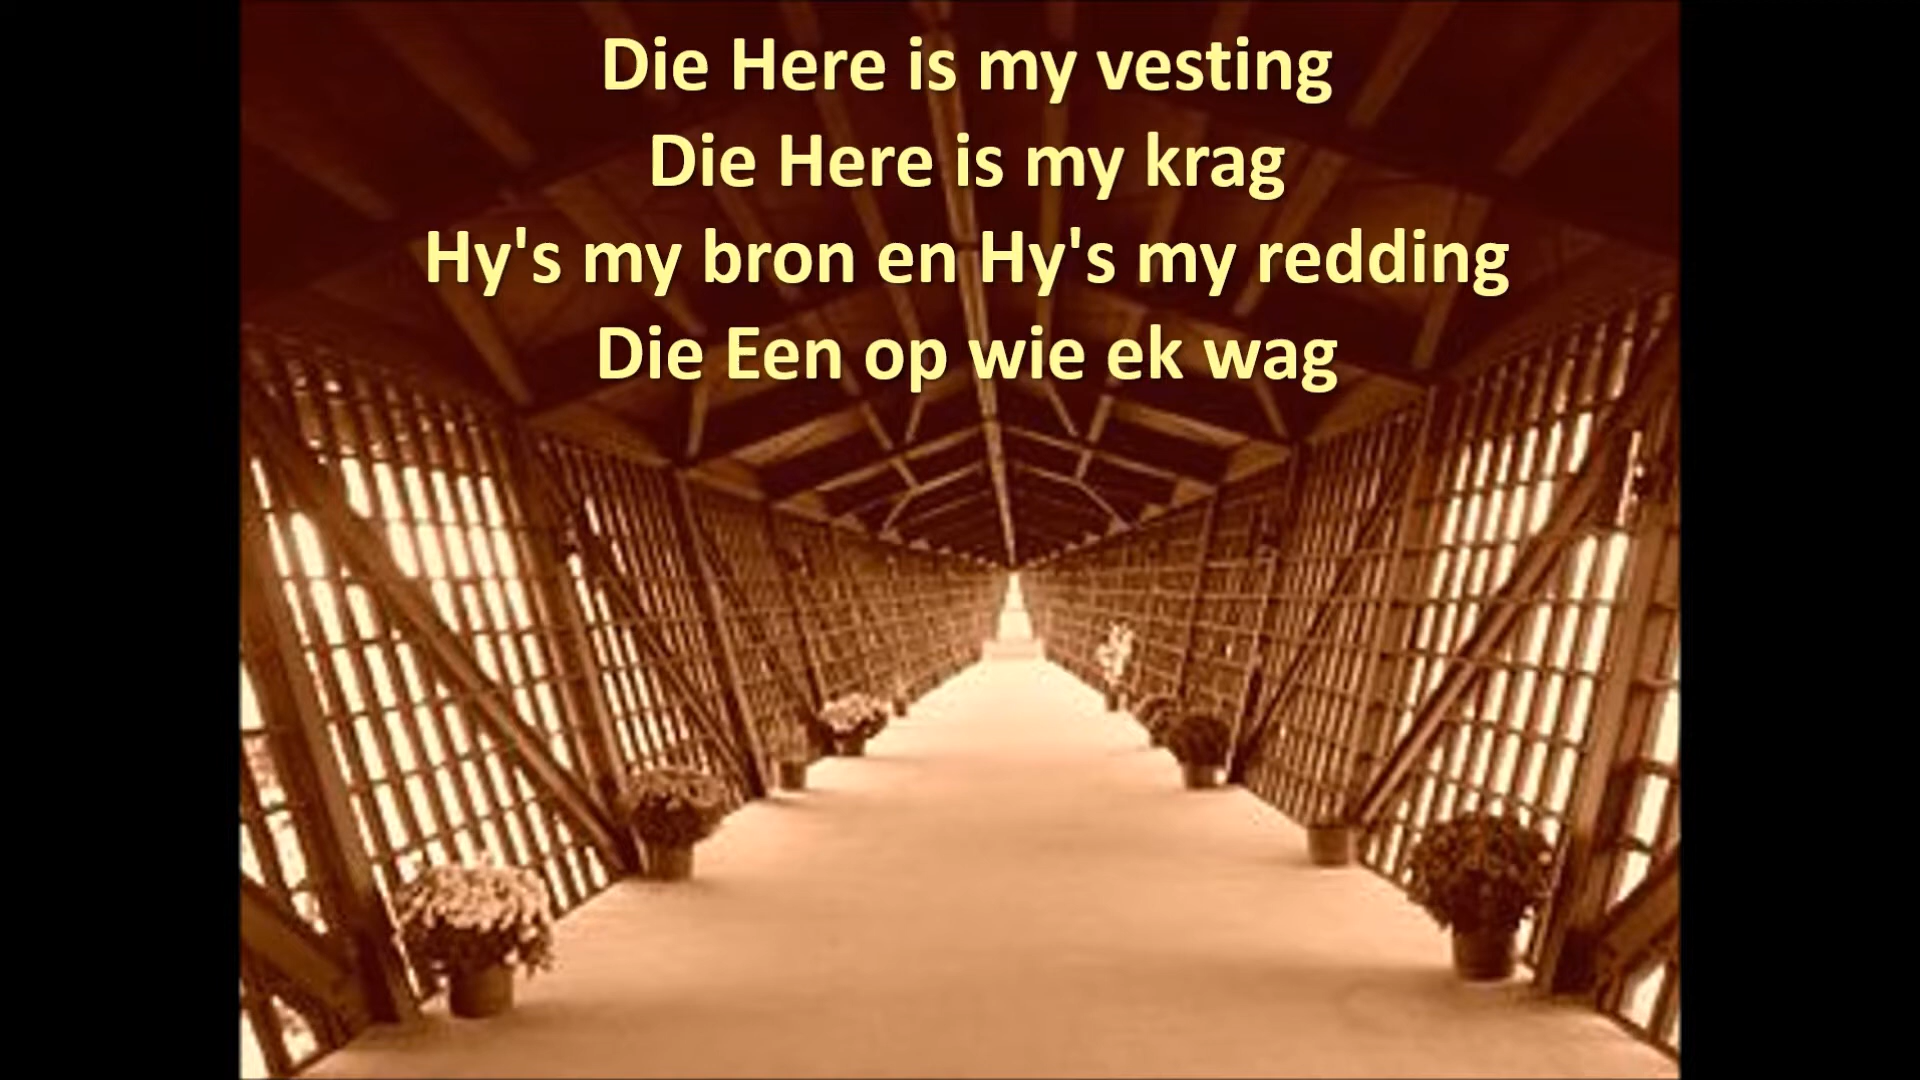 Die Here is my vesting
Die Here is my krag
Hy's my bron en Hy's my redding
Die Een op wie ek wag